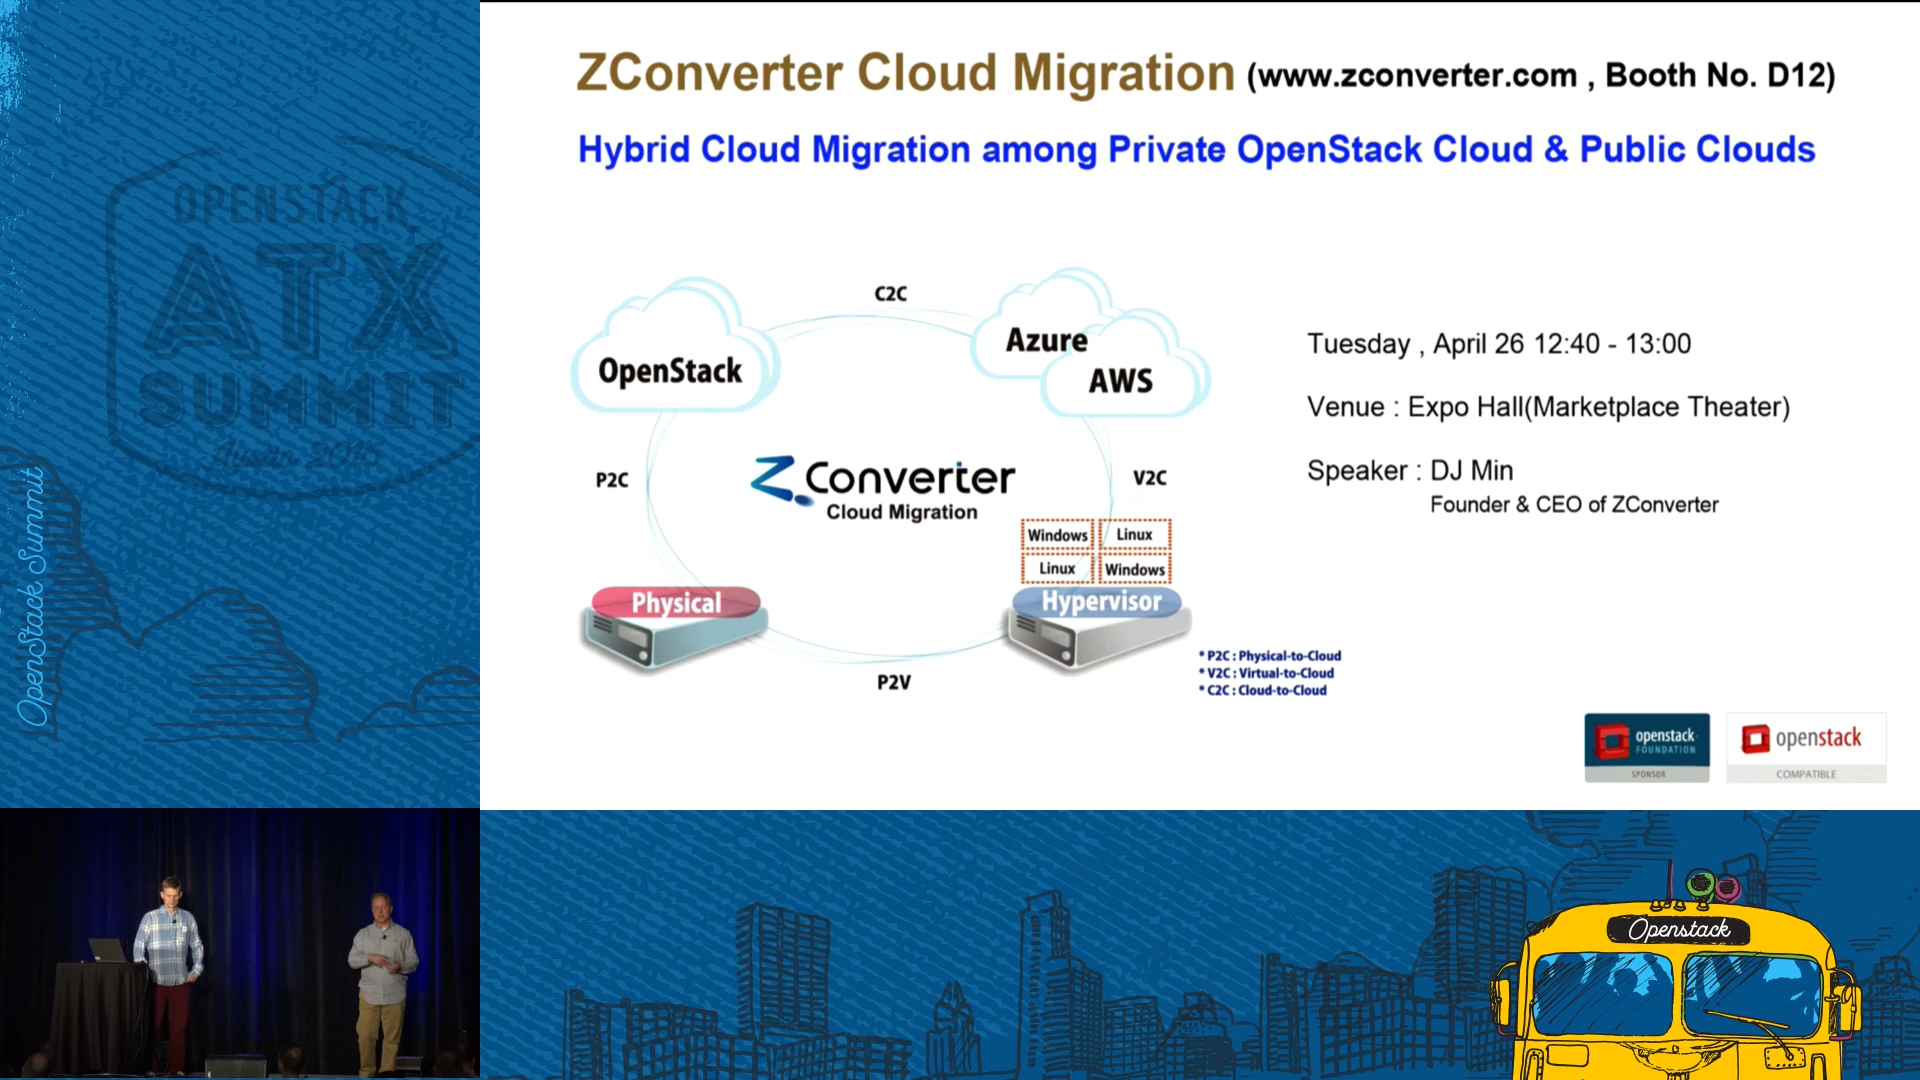 ZConverter Cloud Migration (www.zconverter.com , Booth No. D12)
Hybrid Cloud Migration among Private OpenStack Cloud & Public Clouds
OPENSTACK
ATX
SUMMIT
Austin 2016
OpenStack Summit
C2C
OpenStack
Azure
AWS
P2C
ZConverter
Cloud Migration
V2C
Windows
Linux
Linux
Windows
Physical
Hypervisor
P2V
* P2C : Physical-to-Cloud
* V2C : Virtual-to-Cloud
* C2C : Cloud-to-Cloud
Tuesday , April 26 12:40 - 13:00
Venue : Expo Hall(Marketplace Theater)
Speaker : DJ Min
Founder & CEO of ZConverter
openstack
FOUNDATION
SPONSOR
openstack
COMPATIBLE
Openstack